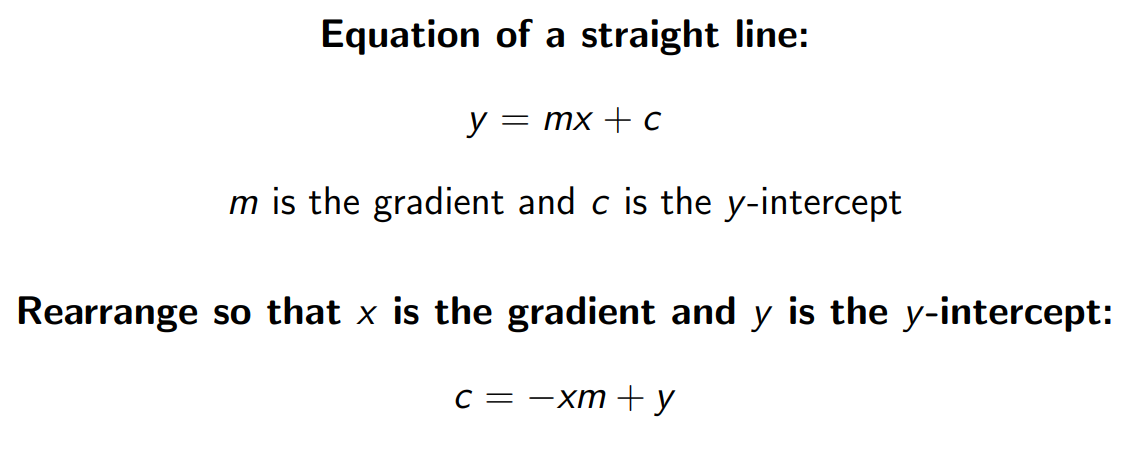 Equation of a straight line:
y = mx + c
m is the gradient and c is the y-intercept
Rearrange so that x is the gradient and y is the y-intercept:
c = −xm + y